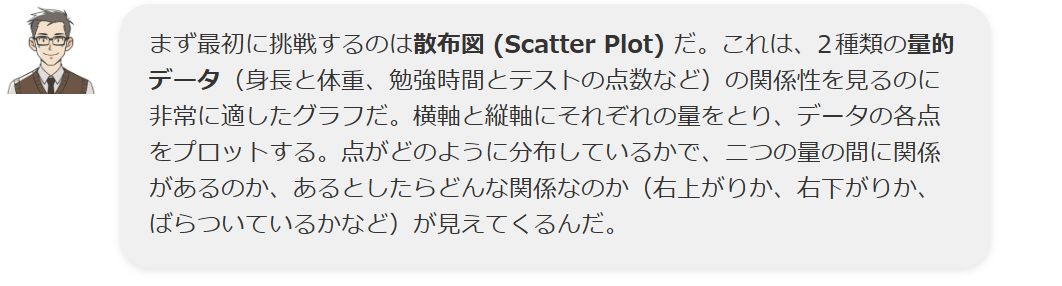 まず最初に挑戦するのは散布図 (Scatter Plot) だ。これは、2種類の量的
データ（身長と体重、勉強時間とテストの点数など）の関係性を見るのに
非常に適したグラフだ。横軸と縦軸にそれぞれの量をとり、データの各点
をプロットする。点がどのように分布しているかで、二つの量の間に関係
があるのか、あるとしたらどんな関係なのか（右上がりか、右下がりか、
ばらついているかなど）が見えてくるんだ。